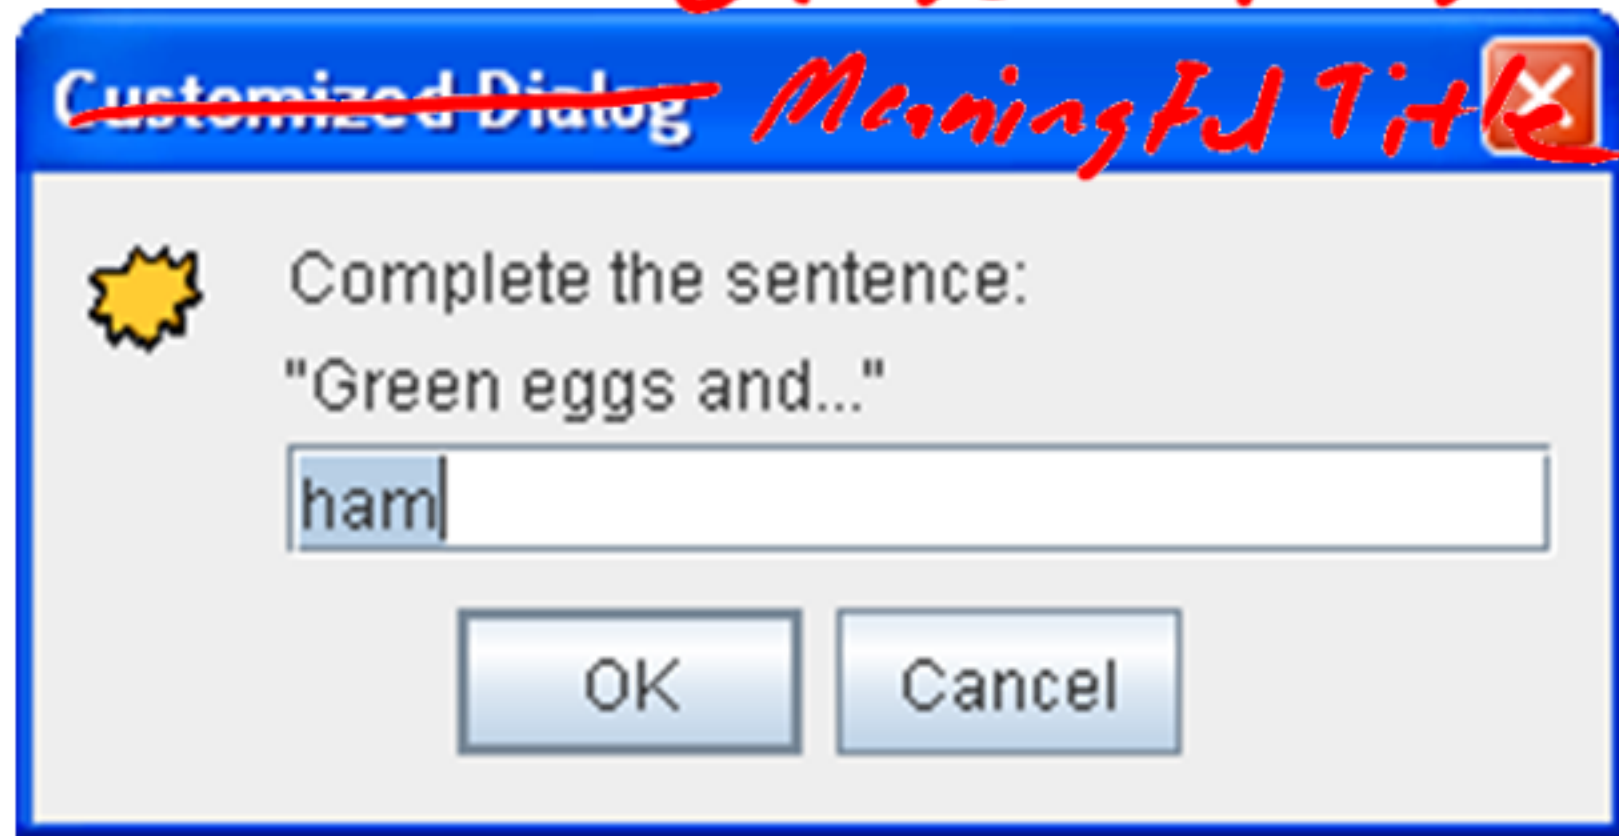 Customized Dialog Meaningful Title
Complete the sentence:
"Green eggs and..."
ham
OK Cancel